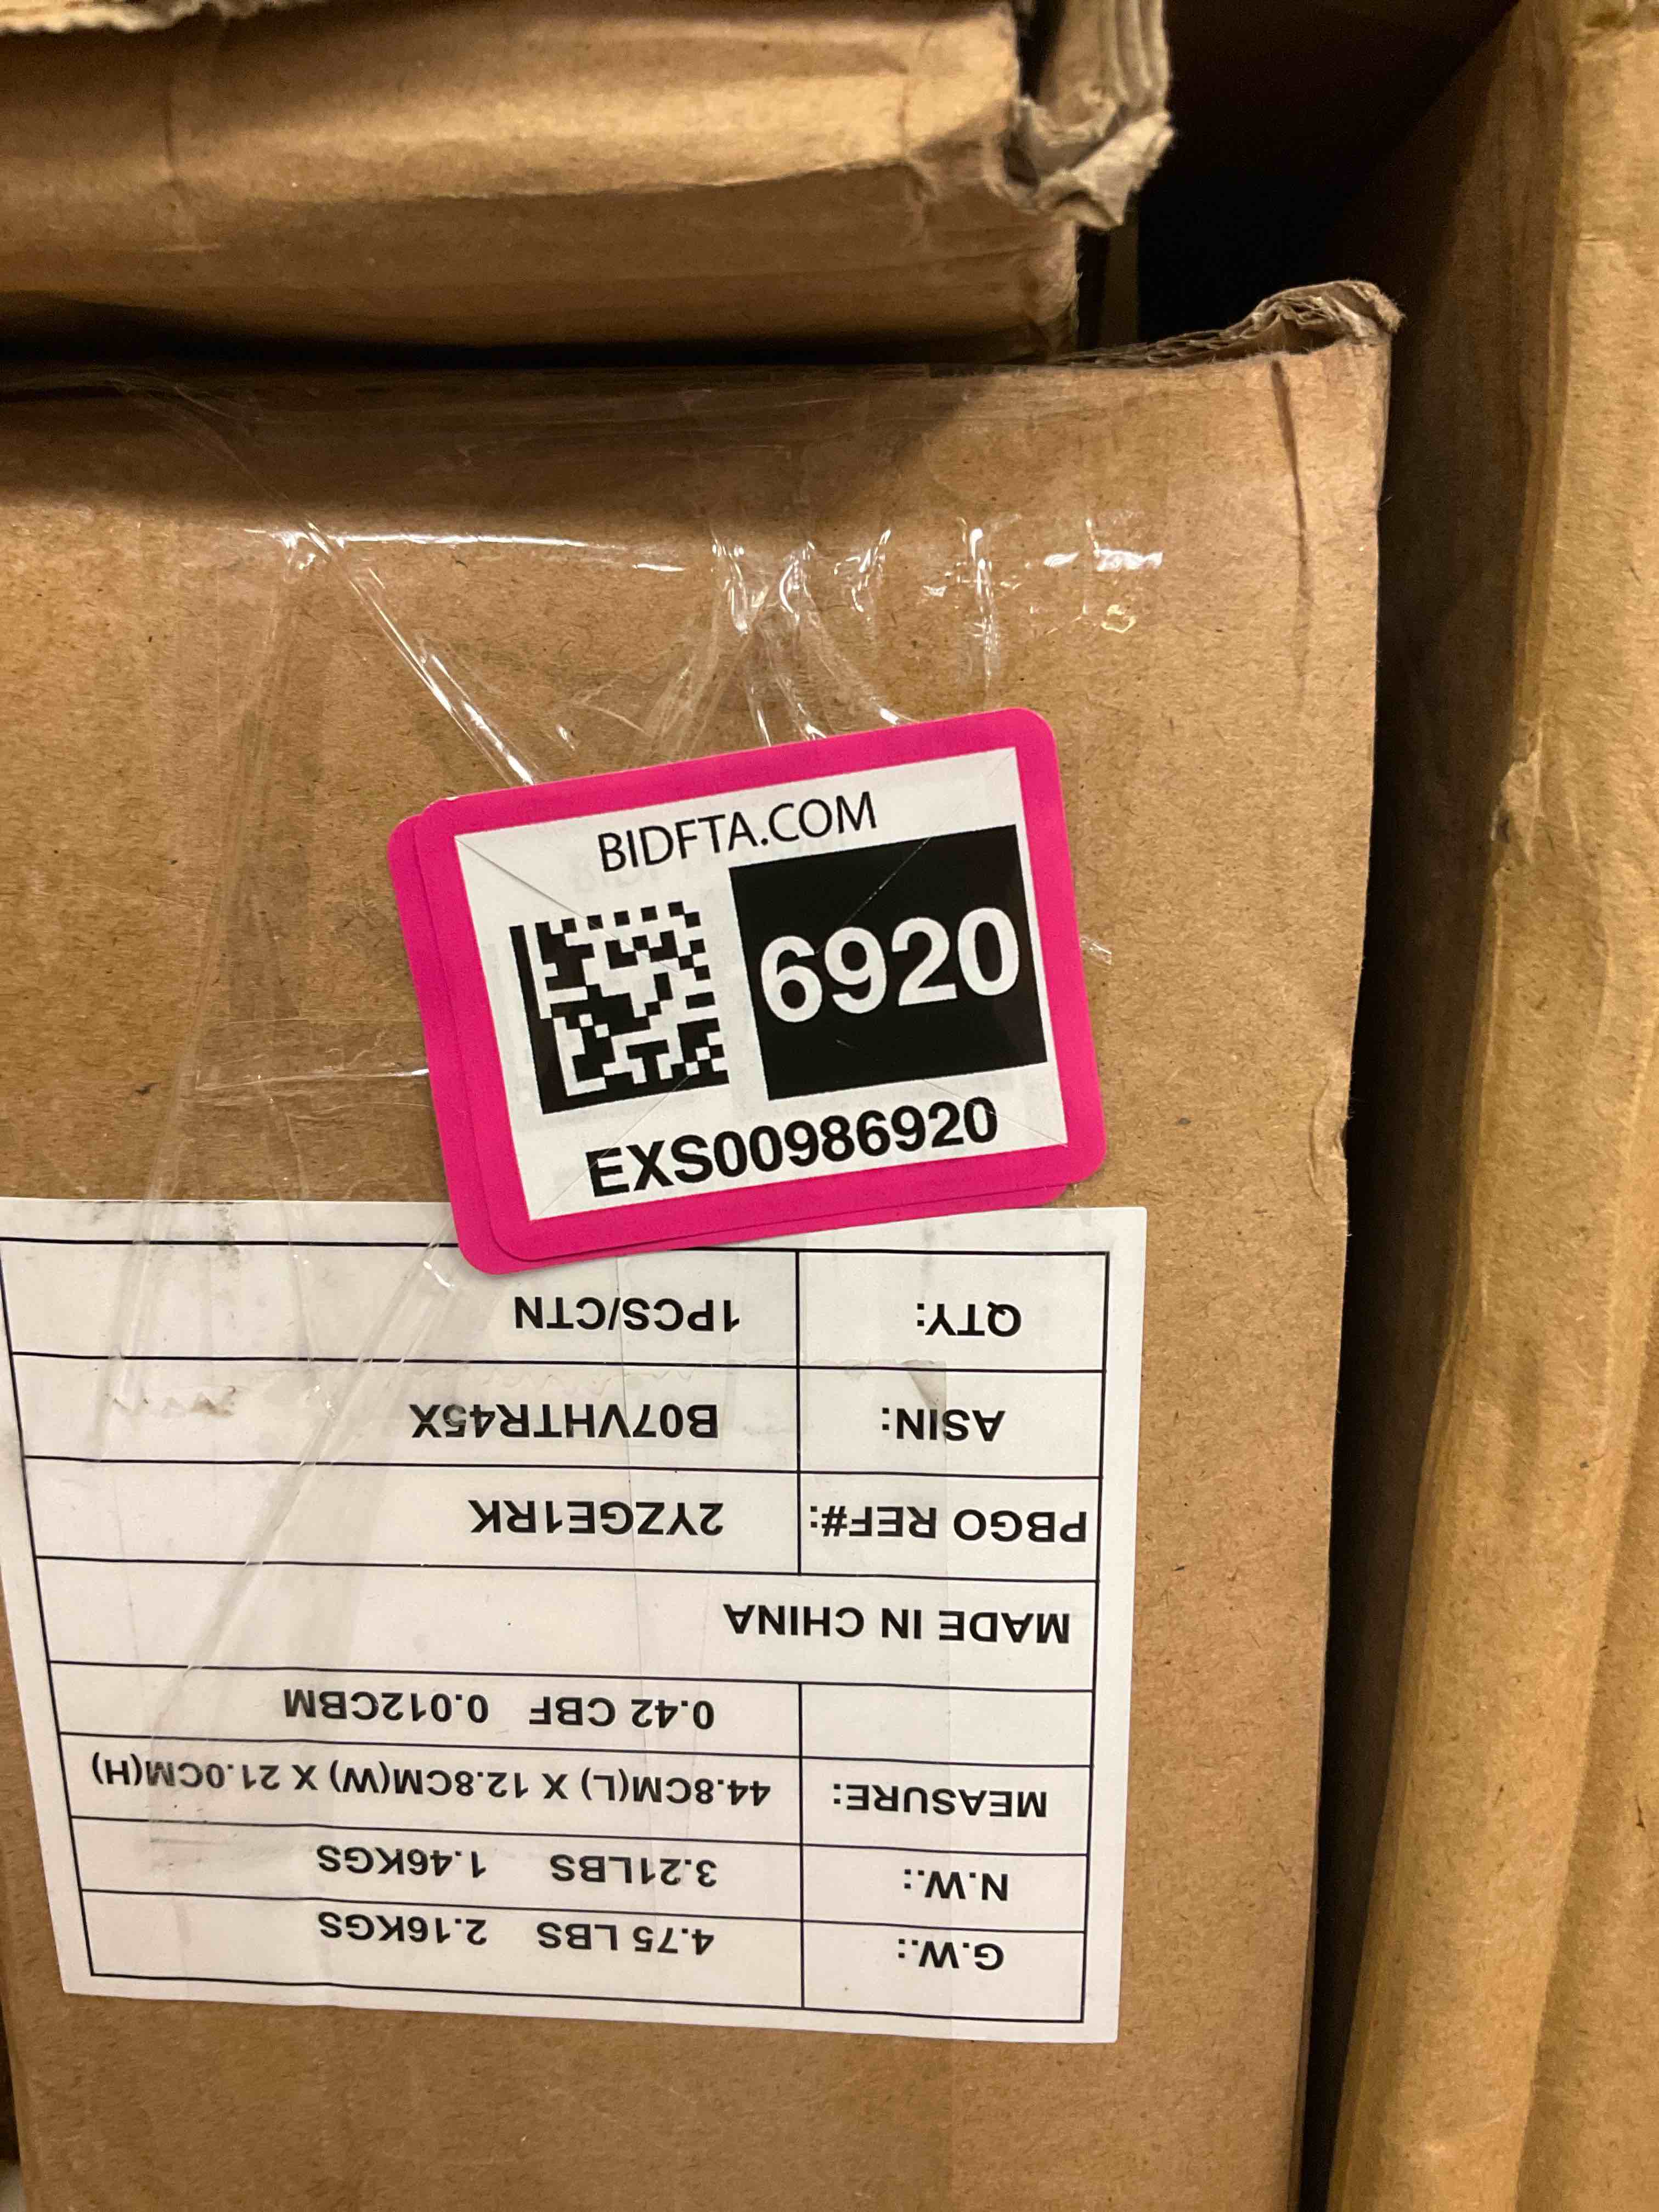 BIDFTA.COM
6920
EXS00986920
G.W.: 4.75 LBS 2.16KGS
N.W.: 3.21LBS 1.46KGS
MEASURE: 44.8CM(L) X 12.8CM(W) X 21.0CM(H)
0.42 CBF 0.012CBM
MADE IN CHINA
PBGO REF#: 2YZGE1RK
ASIN: B07VHTR45X
QTY: 1PCS/CTN